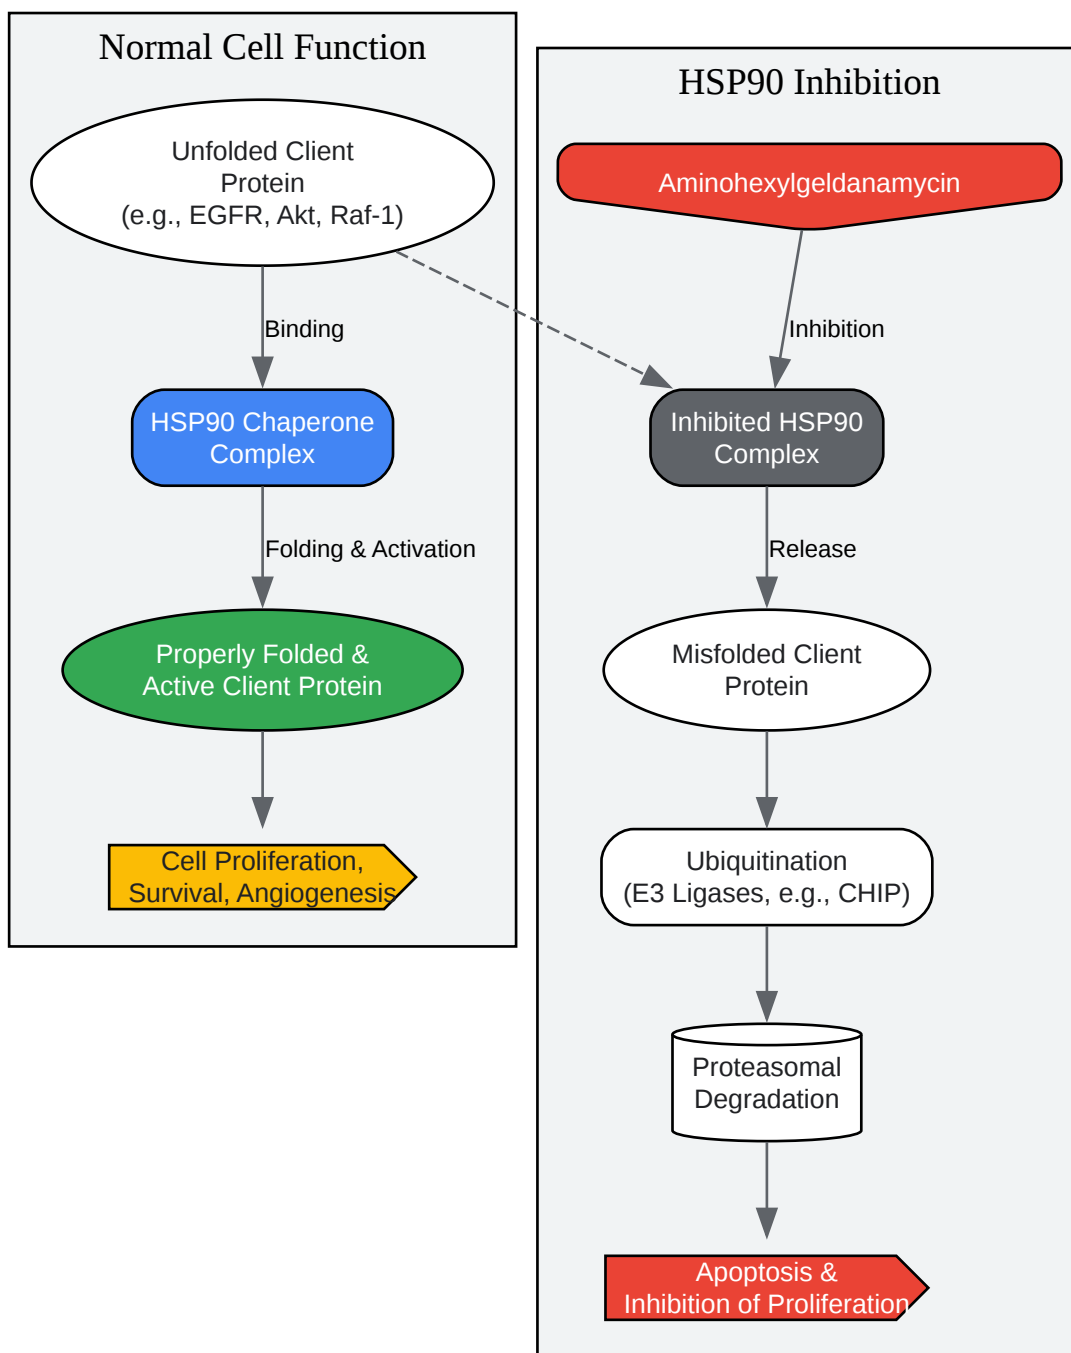 Normal Cell Function
Unfolded Client
Protein
(e.g., EGFR, Akt, Raf-1)
Binding
HSP90 Chaperone
Complex
Folding & Activation
Properly Folded &
Active Client Protein
Cell Proliferation,
Survival, Angiogenesis
HSP90 Inhibition
Aminohexylgeldanamycin
Inhibition
Inhibited HSP90
Complex
Release
Misfolded Client
Protein
Ubiquitination
(E3 Ligases, e.g., CHIP)
Proteasomal
Degradation
Apoptosis &
Inhibition of Proliferation